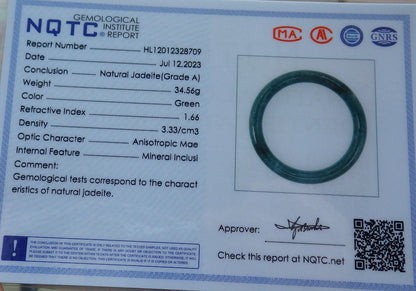 NQTC® GEMOLOGICAL INSTITUTE REPORT
Report Number HL12012328709
Date Jul 12.2023
Conclusion Natural Jadeite(Grade A)
Weight 34.56g
Color Green
Refractive Index 1.66
Density 3.33/cm3
Optic Character Anisotropic Mae
Internal Feature Mineral Inclusi
Comment:
Gemological tests correspond to the charact
eristics of natural jadeite.
MA
GNRS
Approver:
Check this report at NQTC.net